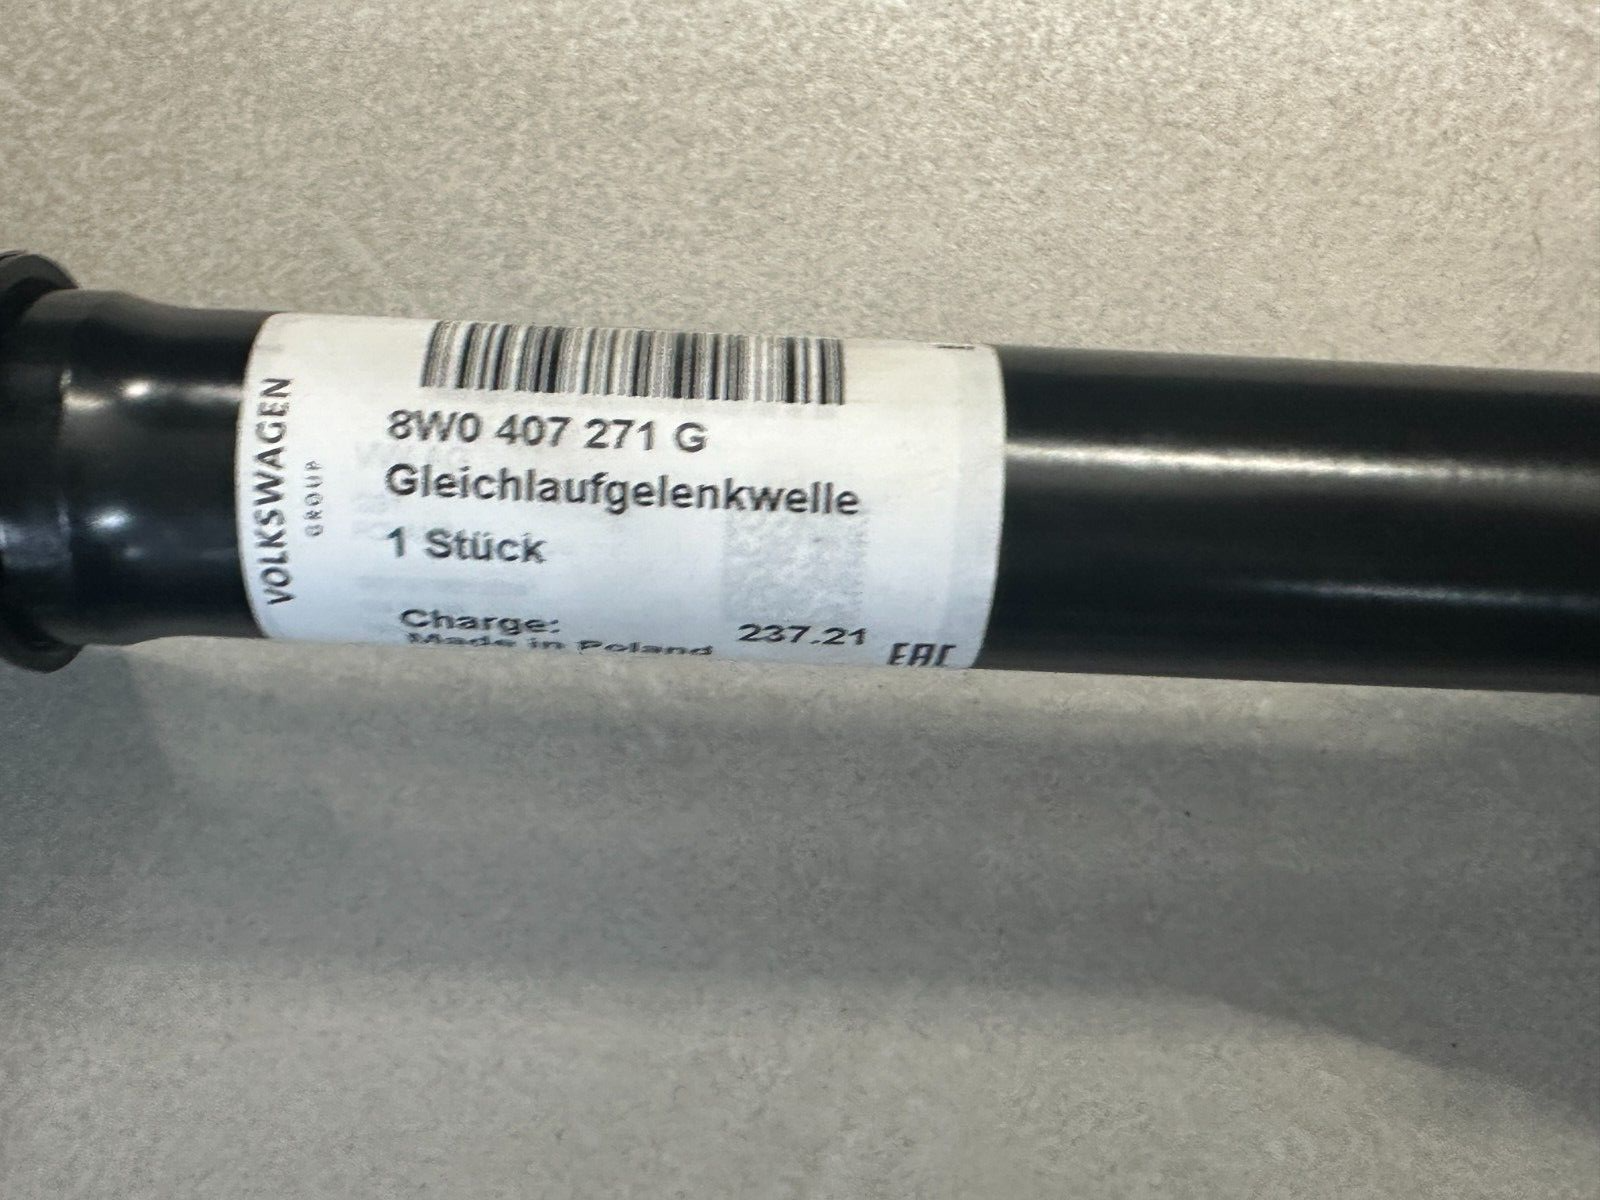 VOLKSWAGEN
GROUP
8W0 407 271 G
Gleichlaufgelenkwelle
1 Stück
Charge: 237.21
Made in Poland
EAC